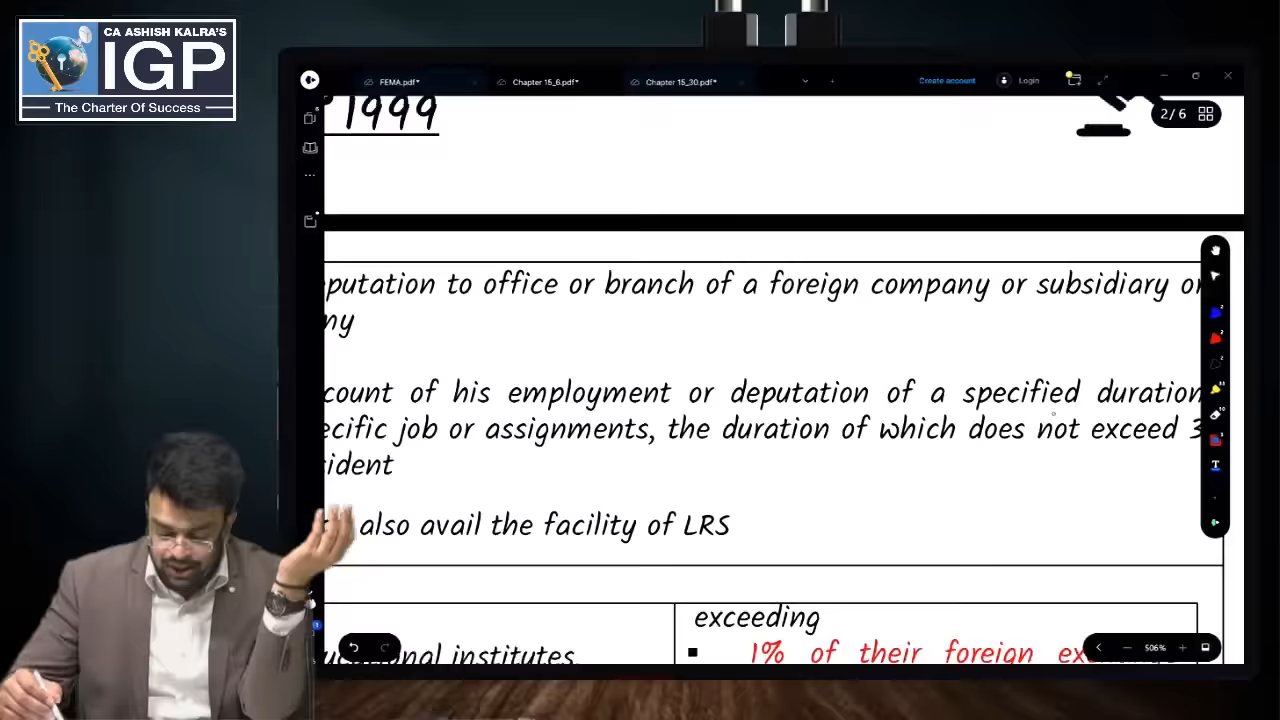 CA ASHISH KALRA'S
IGP
The Charter Of Success
FEMA.pdf*
Chapter 15_6.pdf*
Chapter 15_30.pdf*
Create account
Login
1999
2/6
putation to office or branch of a foreign company or subsidiary or
ny
count of his employment or deputation of a specified duration
ecific job or assignments, the duration of which does not exceed 3
ident
also avail the facility of LRS
exceeding
ucational institutes
1% of their foreign
506%